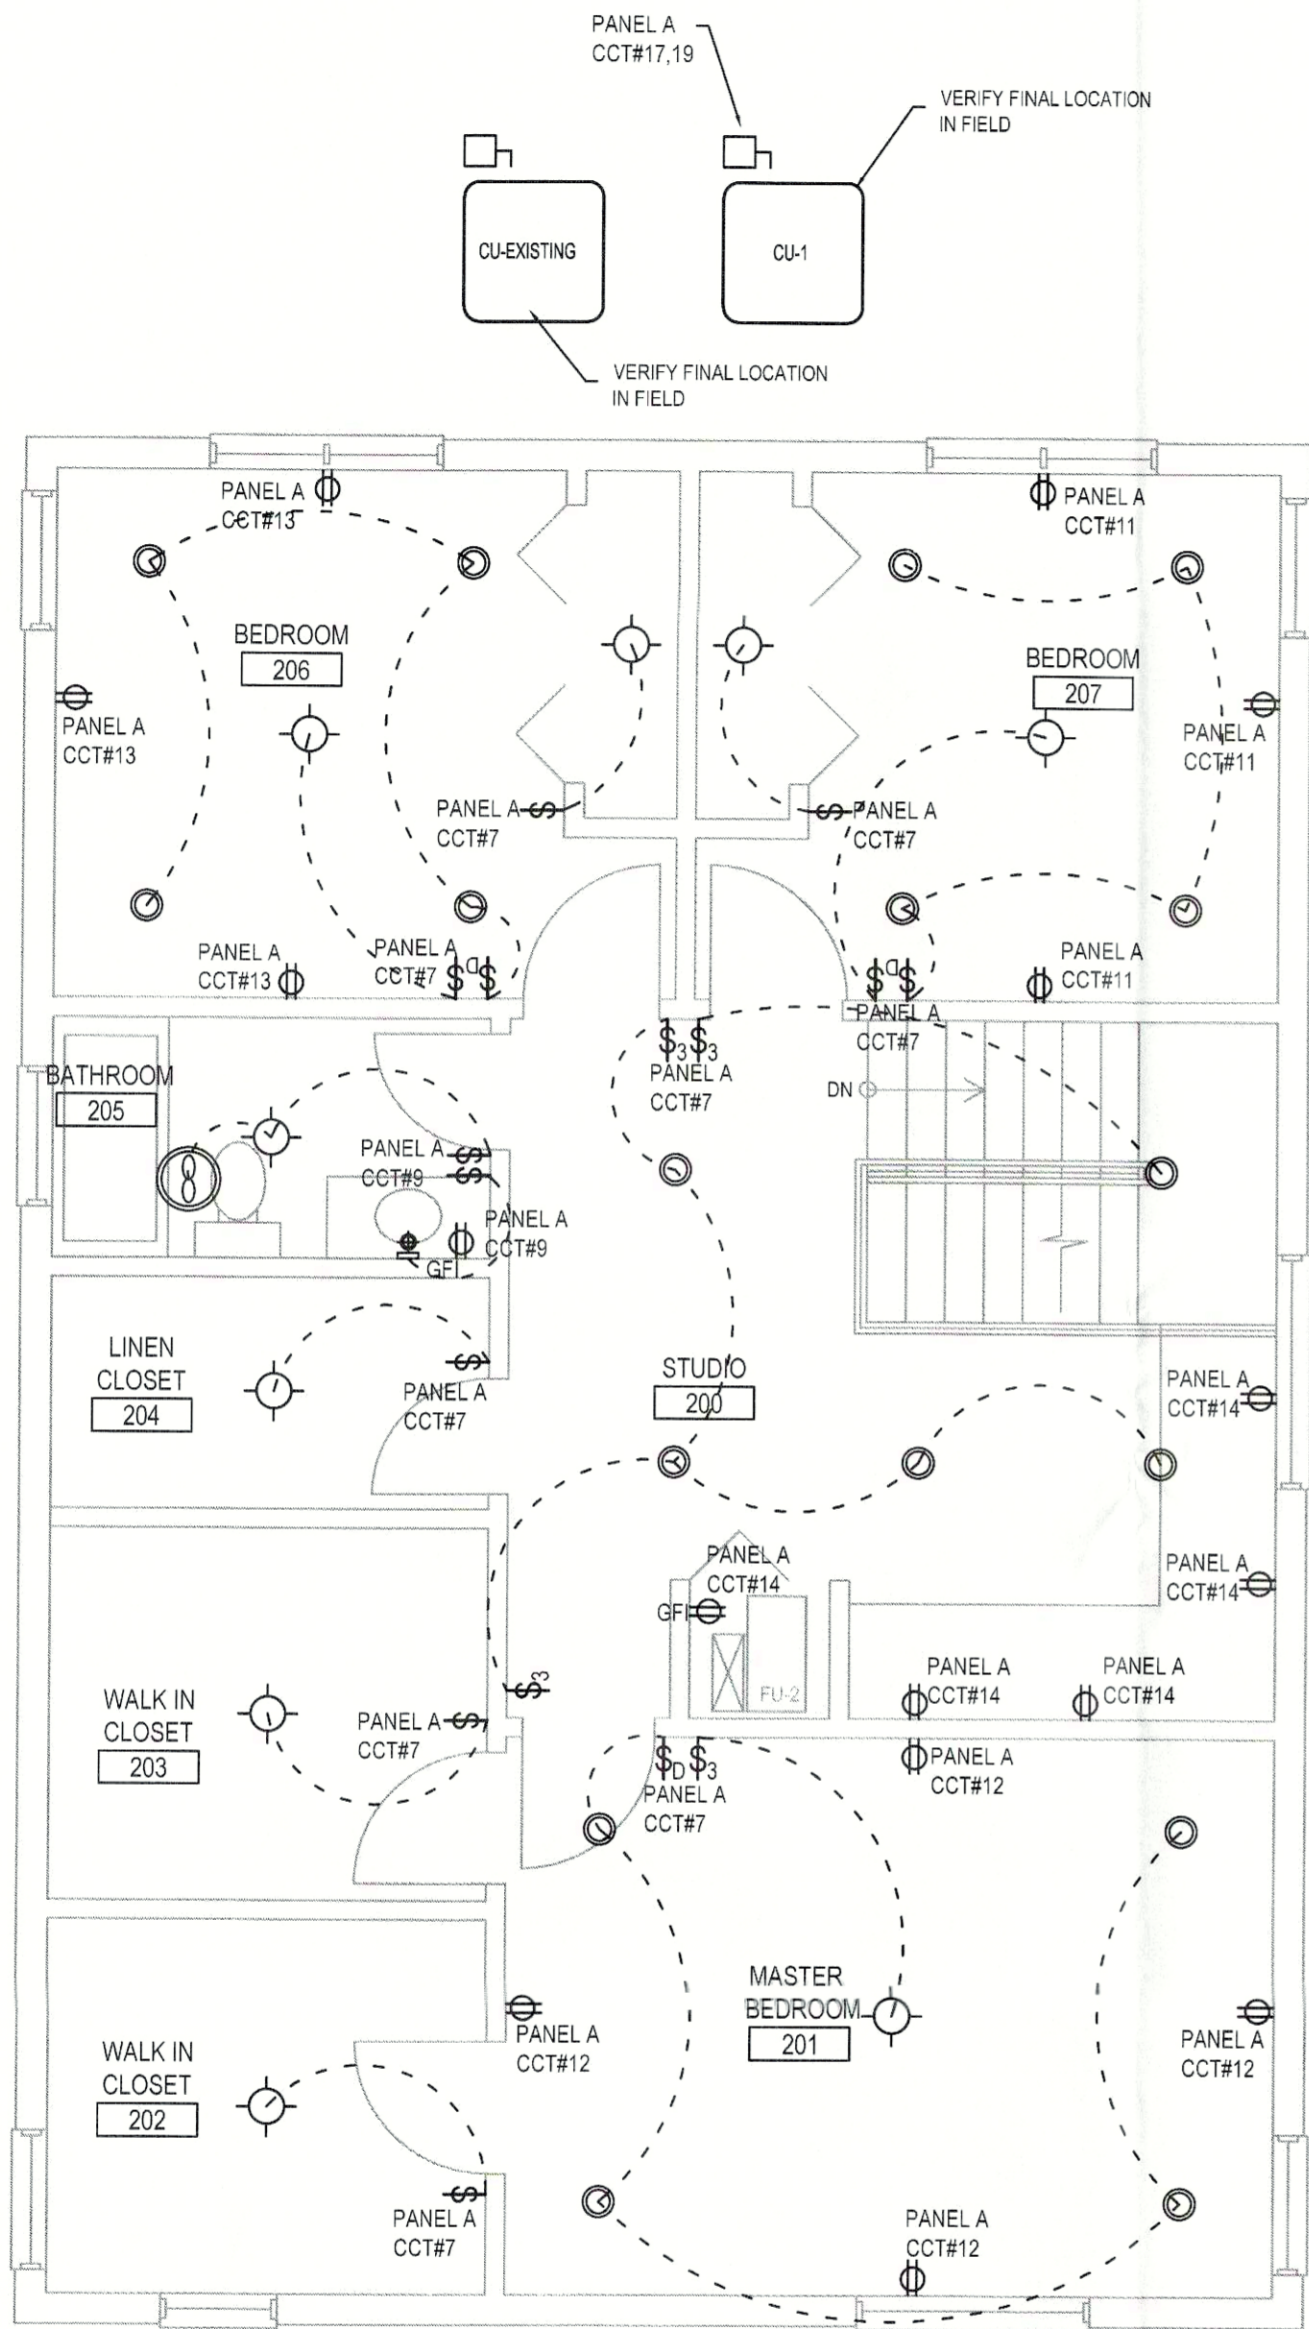 PANEL A
CCT#17,19
VERIFY FINAL LOCATION
IN FIELD
CU-EXISTING
CU-1
VERIFY FINAL LOCATION
IN FIELD
PANEL A
CCT#13
PANEL A
CCT#11
BEDROOM
206
BEDROOM
207
PANEL A
CCT#13
PANEL A
CCT#11
PANEL A $
CCT#7
$ PANEL A
CCT#7
PANEL A
CCT#13
PANEL A
CCT#7
$D $
$D $
PANEL A
CCT#7
PANEL A
CCT#11
$3 $3
PANEL A
CCT#7
DN
BATHROOM
205
PANEL A $
CCT#9 $
PANEL A
CCT#9
GFI
LINEN
CLOSET
204
$
PANEL A
CCT#7
STUDIO
200
PANEL A
CCT#14
PANEL A
CCT#14
GFI
PANEL A
CCT#14
FU-2
$3
WALK IN
CLOSET
203
PANEL A $
CCT#7
PANEL A
CCT#14
PANEL A
CCT#14
$D $3
PANEL A
CCT#7
PANEL A
CCT#12
MASTER
BEDROOM
201
PANEL A
CCT#12
PANEL A
CCT#12
WALK IN
CLOSET
202
$
PANEL A
CCT#7
PANEL A
CCT#12